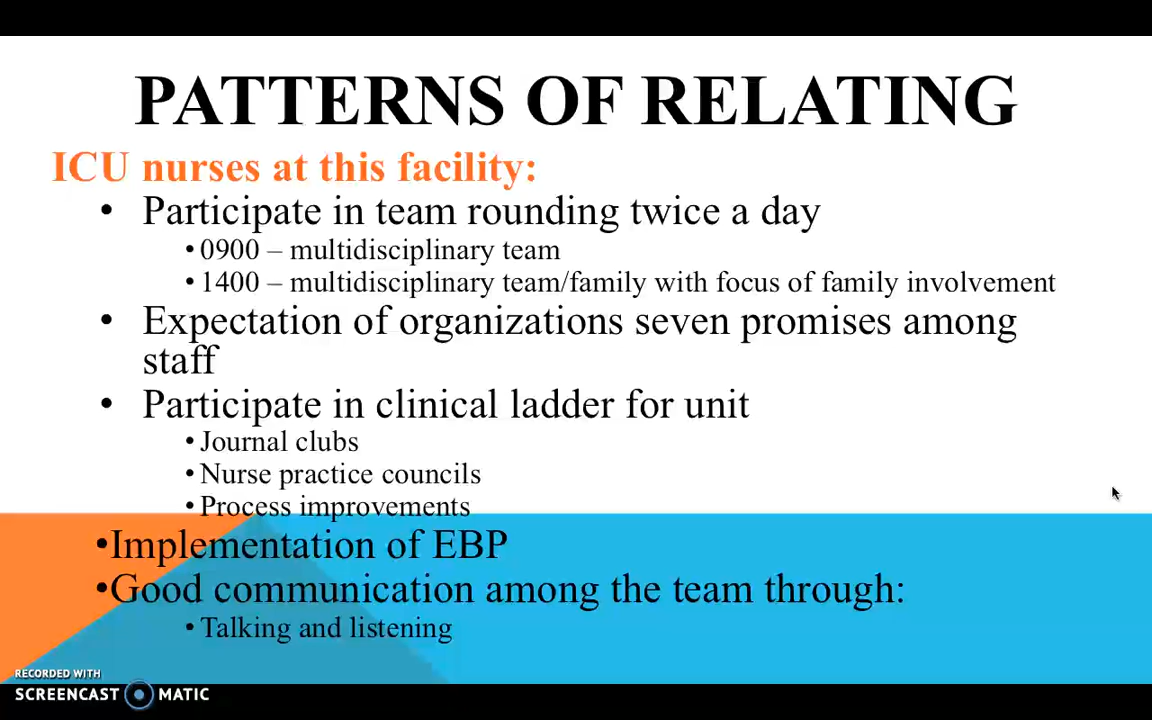 PATTERNS OF RELATING
ICU nurses at this facility:
• Participate in team rounding twice a day
• 0900 – multidisciplinary team
• 1400 – multidisciplinary team/family with focus of family involvement
• Expectation of organizations seven promises among
staff
• Participate in clinical ladder for unit
• Journal clubs
• Nurse practice councils
• Process improvements
•Implementation of EBP
•Good communication among the team through:
• Talking and listening
RECORDED WITH
SCREENCAST MATIC